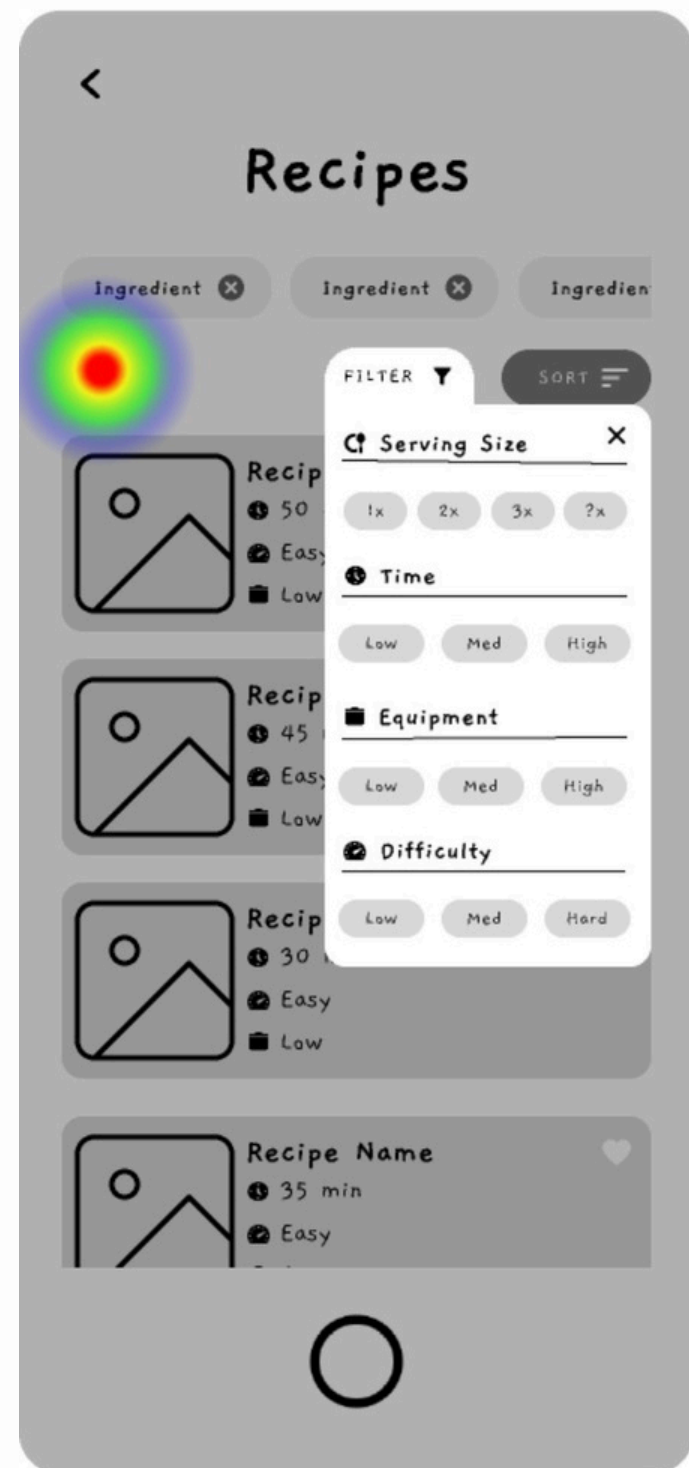 Recipes
Ingredient Ingredient Ingredien
FILTER SORT
Serving Size
1x 2x 3x ?x
Time
Low Med High
Equipment
Low Med High
Difficulty
Low Med Hard
Recip
50
Easy
Low
Recip
45
Easy
Low
Recip
30
Easy
Low
Recipe Name
35 min
Easy